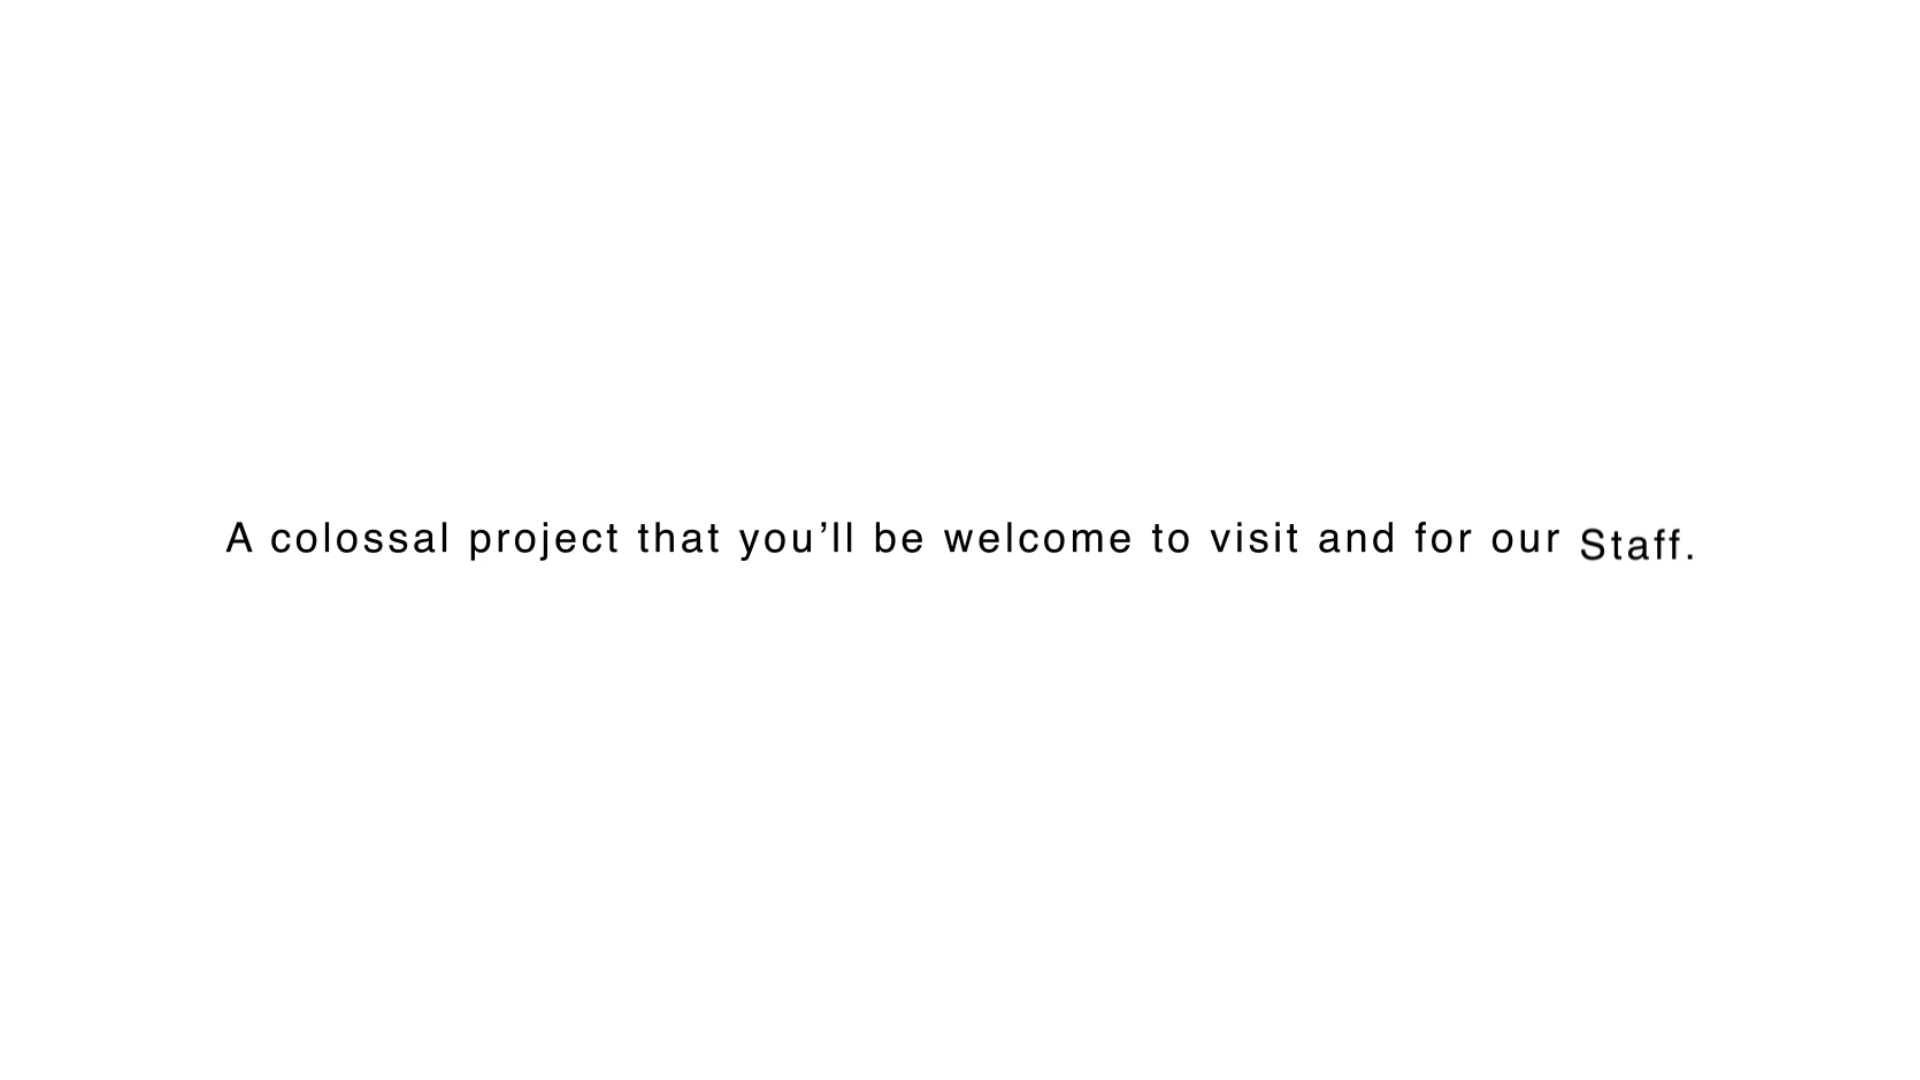 A colossal project that you’ll be welcome to visit and for our Staff.